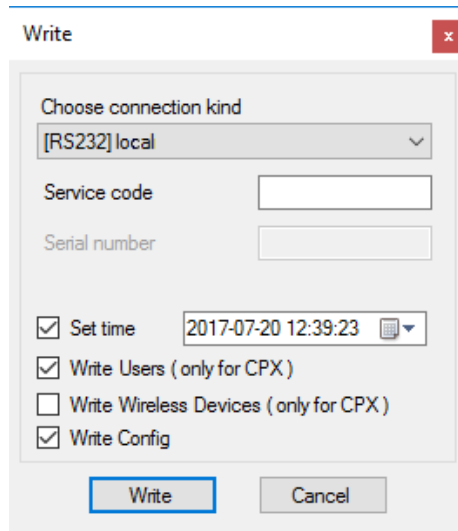 Write
x
Choose connection kind
[RS232] local
Service code
Serial number
Set time 2017-07-20 12:39:23
Write Users ( only for CPX )
Write Wireless Devices ( only for CPX )
Write Config
Write Cancel